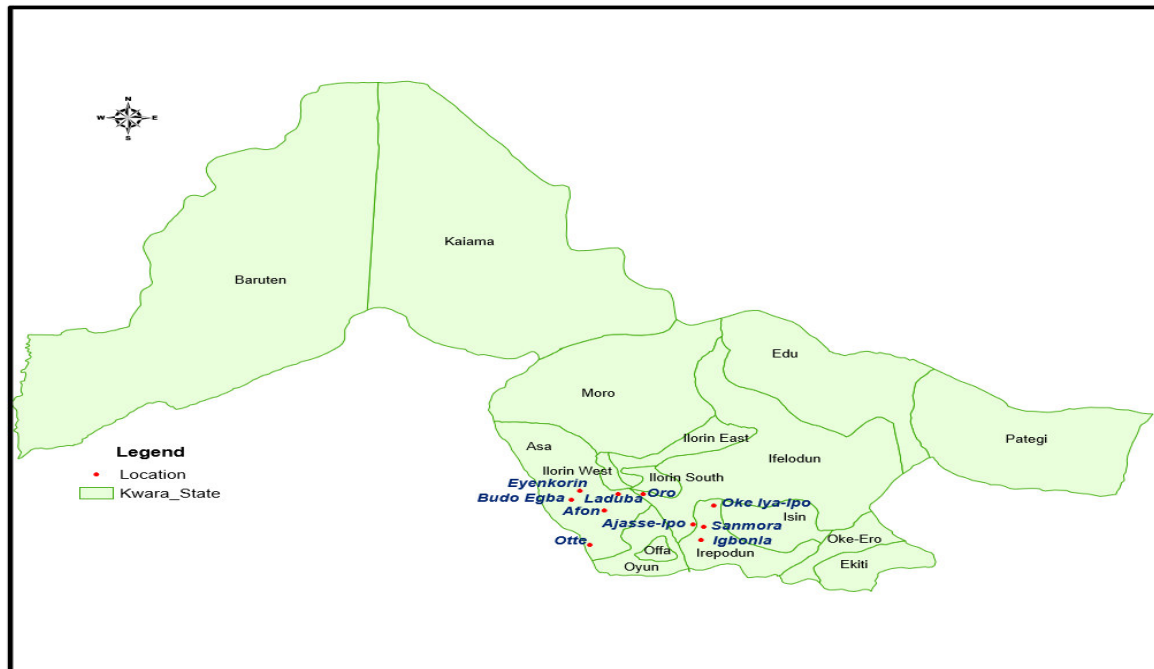 N
W E
S
Kaiama
Baruten
Edu
Moro
Ilorin East
Pategi
Asa
Ifelodun
Legend
Location
Kwara_State
Ilorin West
Ilorin South
Eyenkorin
Budo Egba
Laduba
Oro
Afon
Oke Iya-Ipo
Isin
Ajasse-Ipo
Sanmora
Otte
Igbonla
Oke-Ero
Offa
Irepodun
Oyun
Ekiti